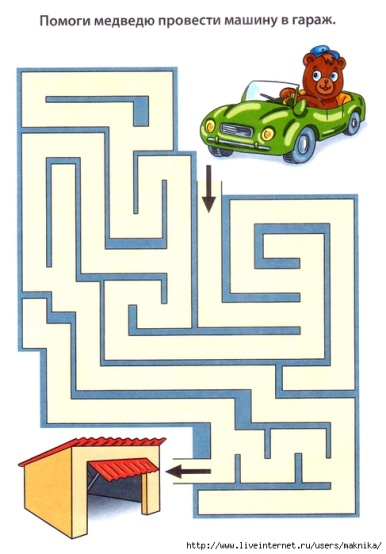 Помоги медведю провести машину в гараж.
http://www.liveinternet.ru/users/maknika/